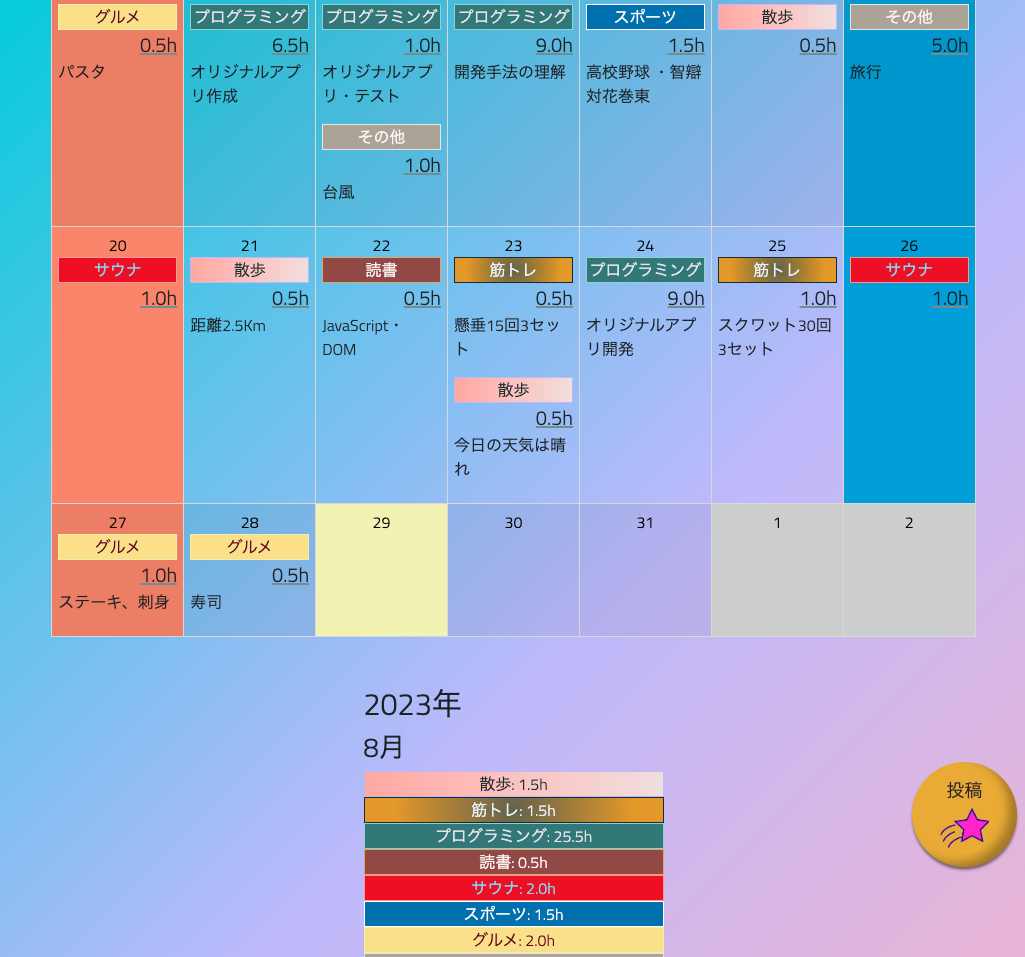 グルメ
0.5h
パスタ
プログラミング
6.5h
オリジナルアプ
リ作成
プログラミング
1.0h
オリジナルアプ
リ・テスト
その他
1.0h
台風
プログラミング
9.0h
開発手法の理解
スポーツ
1.5h
高校野球 ・智辯
対花巻東
散歩
0.5h
その他
5.0h
旅行
20
サウナ
1.0h
21
散歩
0.5h
距離2.5Km
22
読書
0.5h
JavaScript・
DOM
23
筋トレ
0.5h
懸垂15回3セッ
ト
散歩
0.5h
今日の天気は晴
れ
24
プログラミング
9.0h
オリジナルアプ
リ開発
25
筋トレ
1.0h
スクワット30回
3セット
26
サウナ
1.0h
27
グルメ
1.0h
ステーキ、刺身
28
グルメ
0.5h
寿司
29
30
31
1
2
2023年
8月
散歩: 1.5h
筋トレ: 1.5h
プログラミング: 25.5h
読書: 0.5h
サウナ: 2.0h
スポーツ: 1.5h
グルメ: 2.0h
投稿